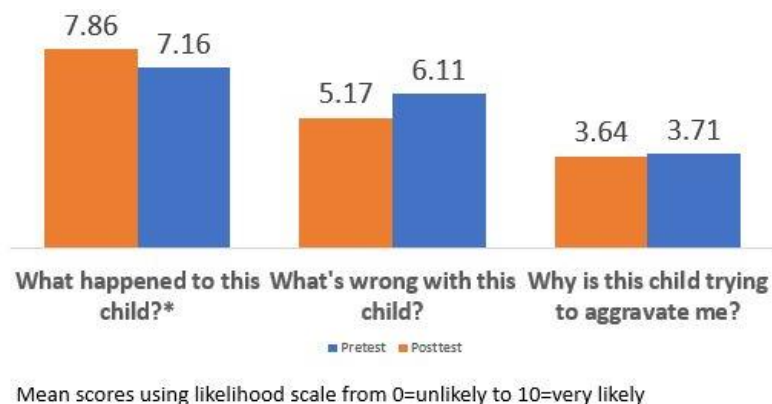 7.86
7.16
5.17
6.11
3.64
3.71
What happened to this
child?*
What's wrong with this
child?
Why is this child trying
to aggravate me?
Pretest
Posttest
Mean scores using likelihood scale from 0=unlikely to 10=very likely